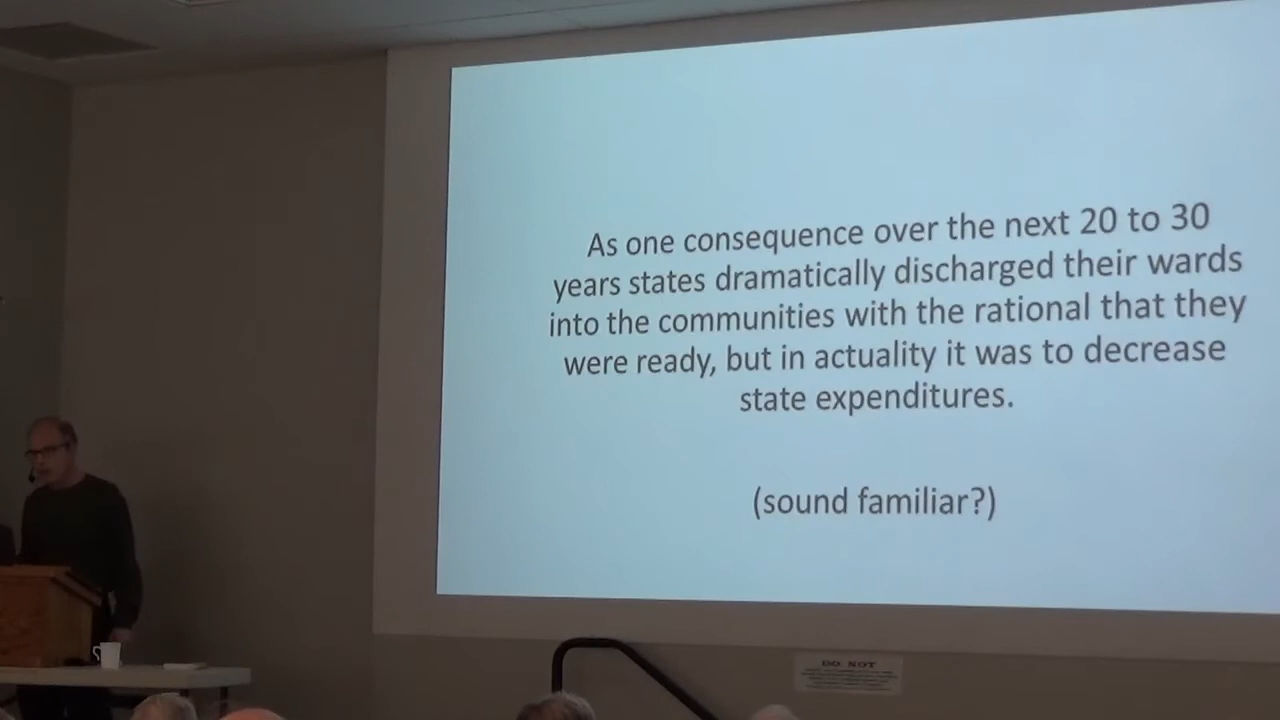 As one consequence over the next 20 to 30
years states dramatically discharged their wards
into the communities with the rational that they
were ready, but in actuality it was to decrease
state expenditures.
(sound familiar?)
DO NOT